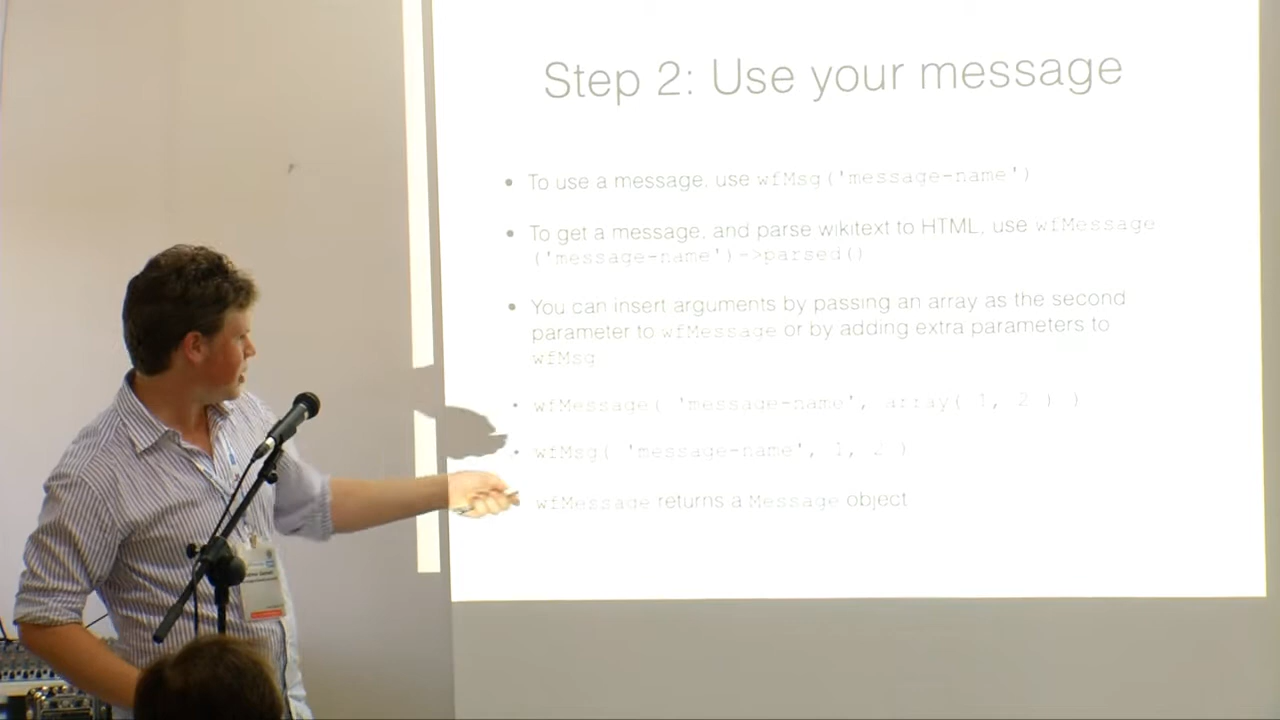 Step 2: Use your message
• To use a message, use wfMsg('message-name')
• To get a message, and parse wikitext to HTML, use wfMessage
('message-name')->parsed()
• You can insert arguments by passing an array as the second
parameter to wfMessage or by adding extra parameters to
wfMsg
• wfMessage( 'message-name', array( 1, 2 ) )
• wfMsg( 'message-name', 1, 2 )
wfMessage returns a Message object